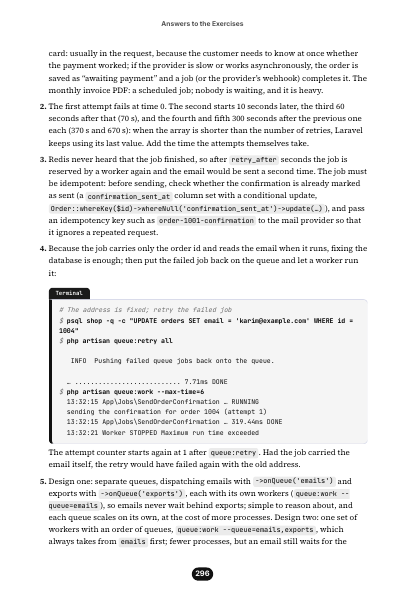 Answers to the Exercises
card: usually in the request, because the customer needs to know at once whether
the payment worked; if the provider is slow or works asynchronously, the order is
saved as “awaiting payment” and a job (or the provider’s webhook) completes it. The
monthly invoice PDF: a scheduled job; nobody is waiting, and it is heavy.
2. The first attempt fails at time 0. The second starts 10 seconds later, the third 60
seconds after that (70 s), and the fourth and fifth 300 seconds after the previous one
each (370 s and 670 s): when the array is shorter than the number of retries, Laravel
keeps using its last value. Add the time the attempts themselves take.
3. Redis never heard that the job finished, so after retry_after seconds the job is
reserved by a worker again and the email would be sent a second time. The job must
be idempotent: before sending, check whether the confirmation is already marked
as sent (a confirmation_sent_at column set with a conditional update,
Order::whereKey($id)->whereNull('confirmation_sent_at')->update(…)), and pass
an idempotency key such as order-1001-confirmation to the mail provider so that
it ignores a repeated request.
4. Because the job carries only the order id and reads the email when it runs, fixing the
database is enough; then put the failed job back on the queue and let a worker run
it:
Terminal
# The address is fixed; retry the failed job
$ psql shop -q -c "UPDATE orders SET email = 'karim@example.com' WHERE id =
1004"
$ php artisan queue:retry all
INFO  Pushing failed queue jobs back onto the queue.
… ........................... 7.71ms DONE
$ php artisan queue:work --max-time=6
13:32:15 App\Jobs\SendOrderConfirmation … RUNNING
sending the confirmation for order 1004 (attempt 1)
13:32:15 App\Jobs\SendOrderConfirmation … 319.44ms DONE
13:32:21 Worker STOPPED Maximum run time exceeded
The attempt counter starts again at 1 after queue:retry. Had the job carried the
email itself, the retry would have failed again with the old address.
5. Design one: separate queues, dispatching emails with ->onQueue('emails') and
exports with ->onQueue('exports'), each with its own workers (queue:work --
queue=emails), so emails never wait behind exports; simple to reason about, and
each queue scales on its own, at the cost of more processes. Design two: one set of
workers with an order of queues, queue:work --queue=emails,exports, which
always takes from emails first; fewer processes, but an email still waits for the
296